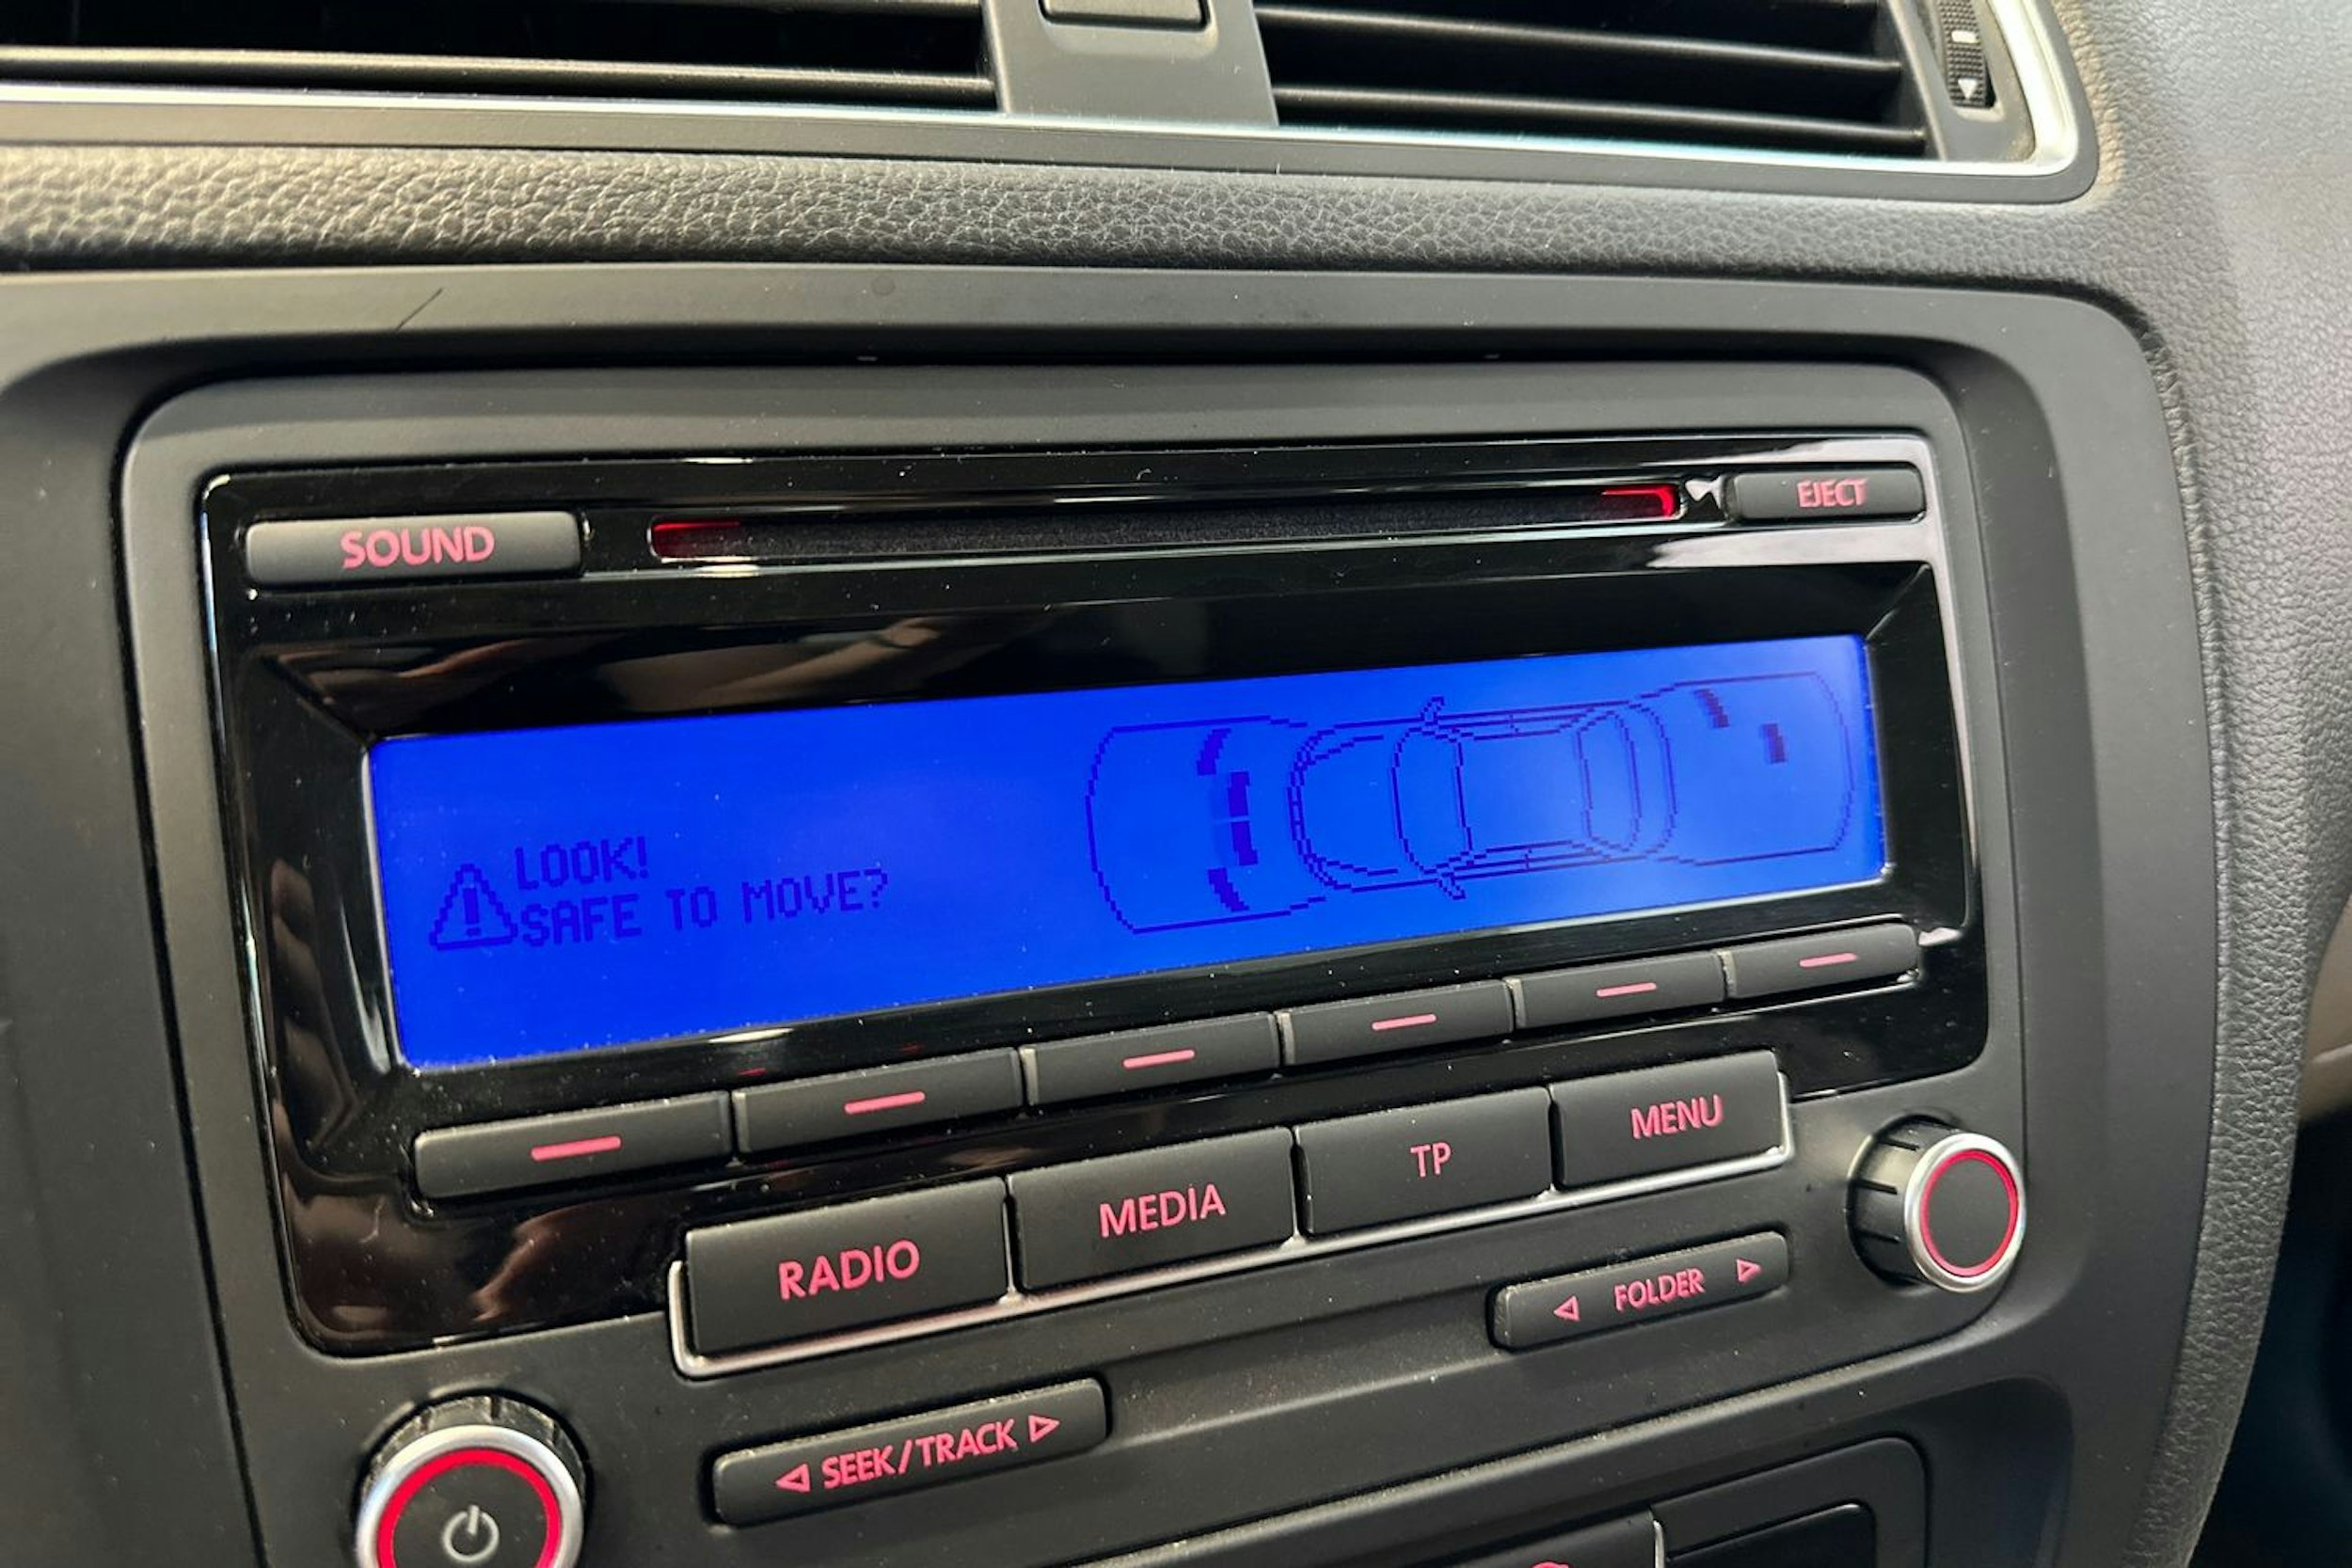 SOUND
EJECT
LOOK!
SAFE TO MOVE?
RADIO
MEDIA
TP
MENU
SEEK/TRACK
FOLDER